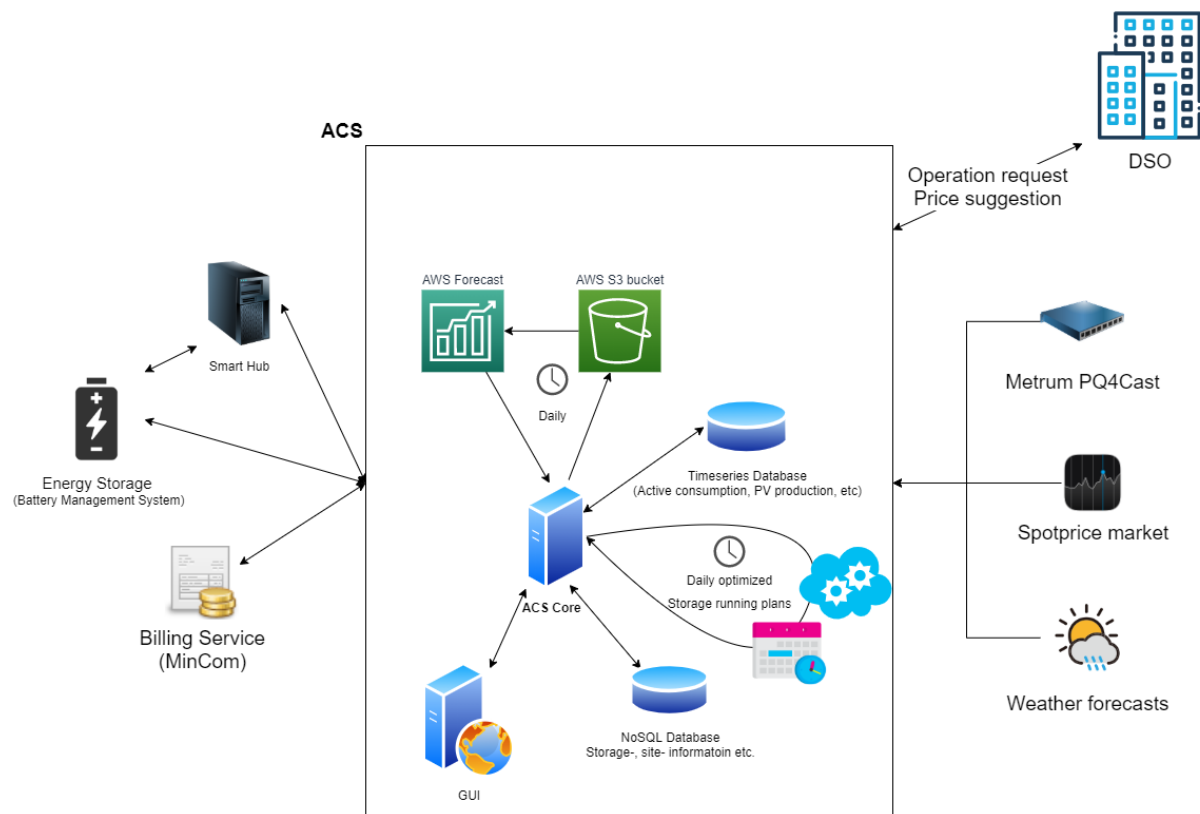 ACS
DSO
Operation request
Price suggestion
AWS Forecast
AWS S3 bucket
Smart Hub
Daily
Metrum PQ4Cast
Timeseries Database
(Active consumption, PV production, etc)
Energy Storage
(Battery Management System)
Spotprice market
Daily optimized
Storage running plans
ACS Core
Billing Service
(MinCom)
Weather forecasts
NoSQL Database
Storage-, site- informatoin etc.
GUI